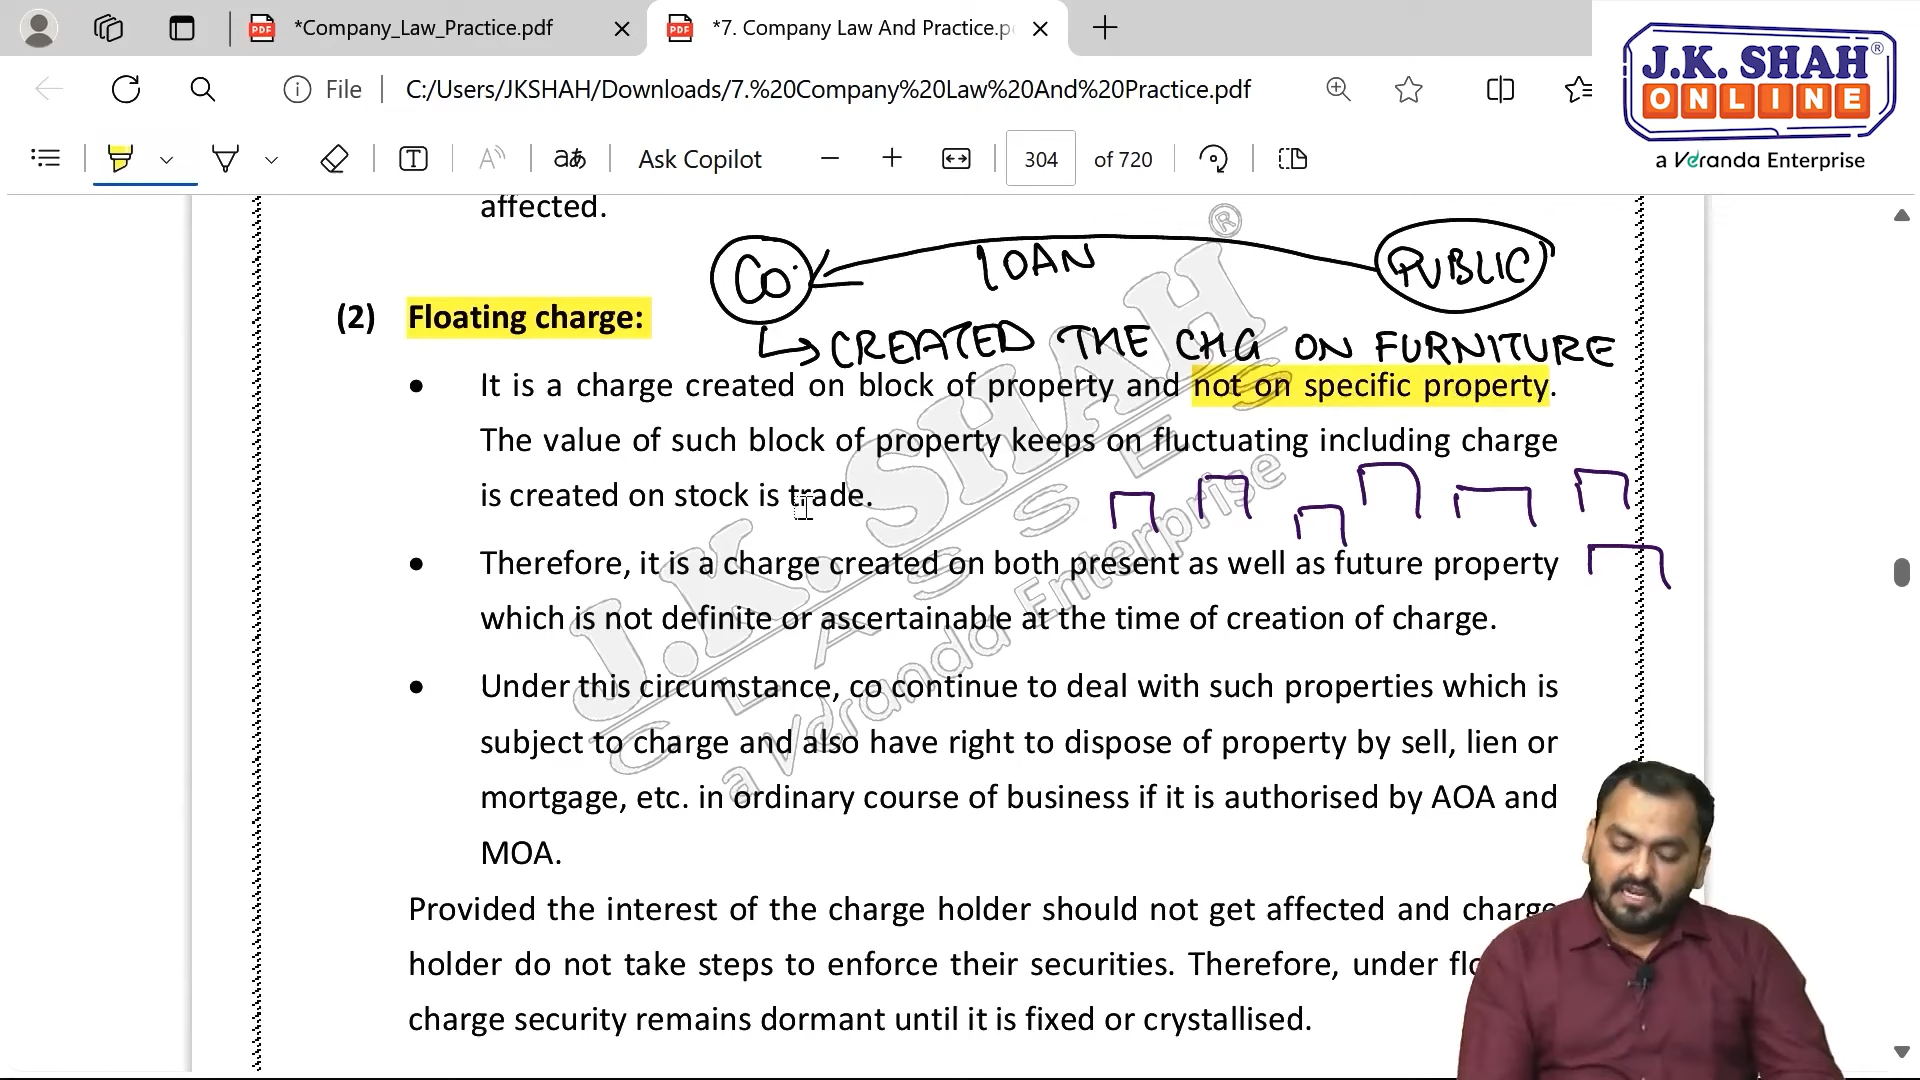 *Company_Law_Practice.pdf
*7. Company Law And Practice.p
J.K. SHAH®
ONLINE
a Veranda Enterprise
File
C:/Users/JKSHAH/Downloads/7.%20Company%20Law%20And%20Practice.pdf
Ask Copilot
304 of 720
affected.
Co.
LOAN
PUBLIC
(2) Floating charge:
CREATED THE CHG ON FURNITURE
• It is a charge created on block of property and not on specific property.
The value of such block of property keeps on fluctuating including charge
is created on stock is trade.
• Therefore, it is a charge created on both present as well as future property
which is not definite or ascertainable at the time of creation of charge.
• Under this circumstance, co continue to deal with such properties which is
subject to charge and also have right to dispose of property by sell, lien or
mortgage, etc. in ordinary course of business if it is authorised by AOA and
MOA.
Provided the interest of the charge holder should not get affected and charge
holder do not take steps to enforce their securities. Therefore, under flo
charge security remains dormant until it is fixed or crystallised.
J.K. SHAH®
CLASSES
a Veranda Enterprise